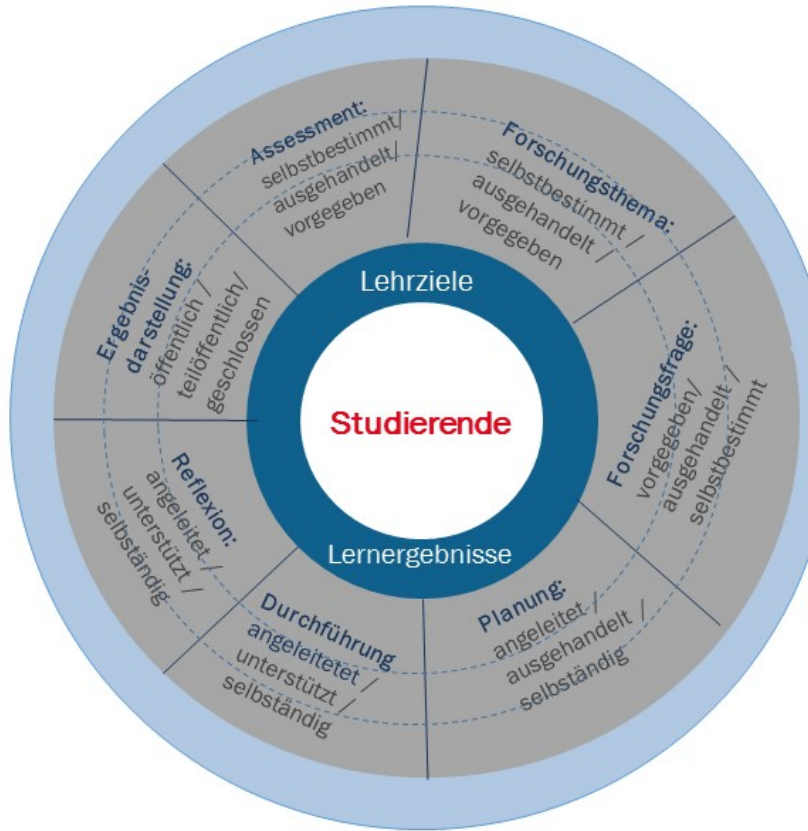 Assessment:
selbstbestimmt/
ausgehandelt/
vorgegeben
Forschungsthema:
selbstbestimmt /
ausgehandelt /
vorgegeben
Forschungsfrage:
vorgegeben/
ausgehandelt /
selbstbestimmt
Planung:
angeleitet /
ausgehandelt /
selbständig
Durchführung
angeleitetet /
unterstützt /
selbständig
Reflexion:
angeleitet /
unterstützt /
selbständig
Ergebnis-
darstellung:
öffentlich /
teilöffentlich/
geschlossen
Lehrziele
Studierende
Lernergebnisse